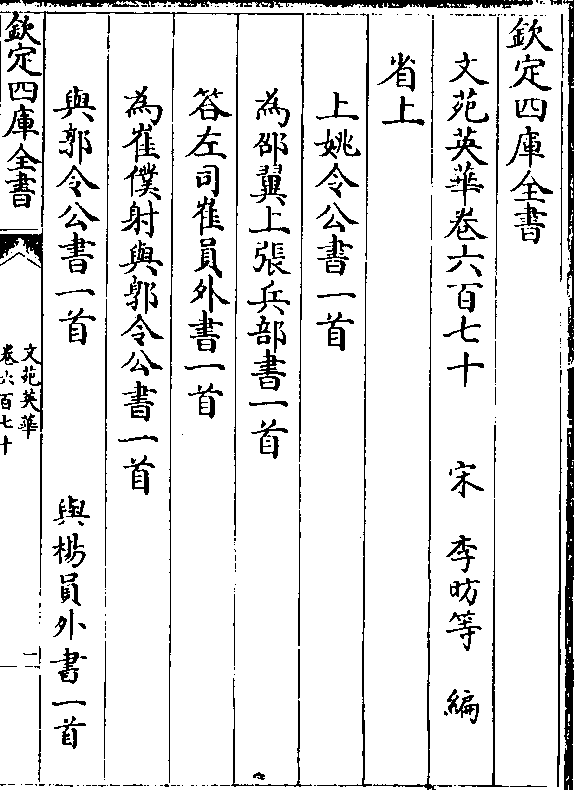 欽定四庫全書
文苑英華卷六百七十 宋 李昉等 編
省上
上姚令公書一首
為邵翼上張兵部書一首
答左司崔員外書一首
為崔僕射與郭令公書一首
與郭令公書一首 與楊員外書一首
欽定四庫全書
文苑英華
卷六百七十
一